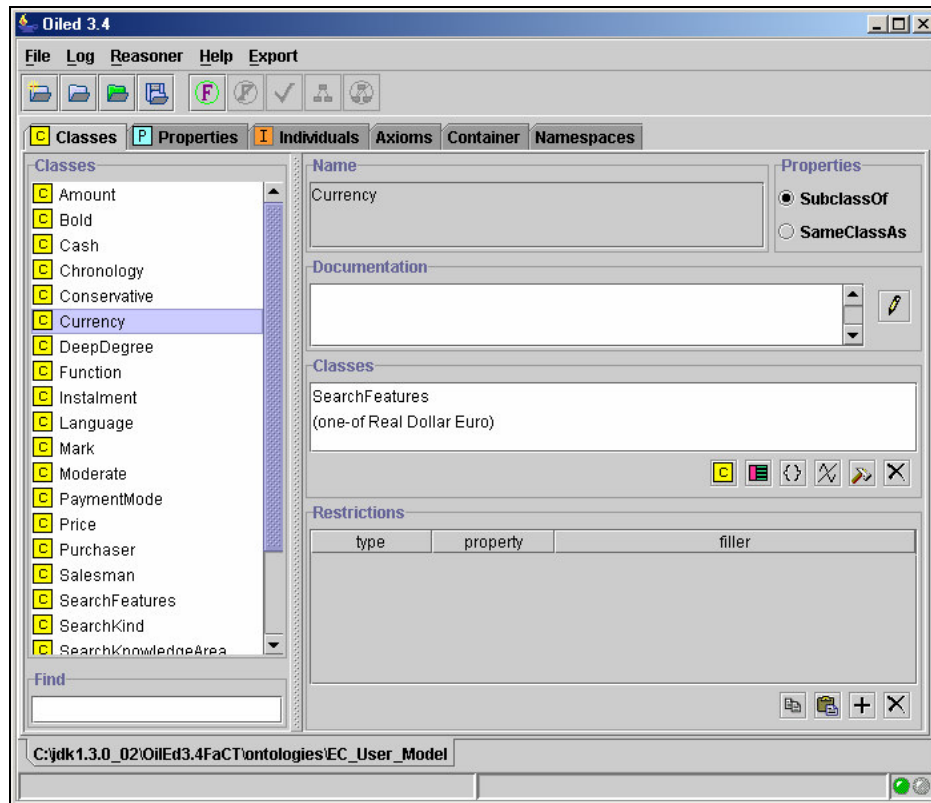 Oiled 3.4
File Log Reasoner Help Export
F F
C Classes P Properties I Individuals Axioms Container Namespaces
Classes
C Amount
C Bold
C Cash
C Chronology
C Conservative
C Currency
C DeepDegree
C Function
C Instalment
C Language
C Mark
C Moderate
C PaymentMode
C Price
C Purchaser
C Salesman
C SearchFeatures
C SearchKind
C SearchKnowledgeArea
Find
Name
Currency
Properties
SubclassOf
SameClassAs
Documentation
Classes
SearchFeatures
(one-of Real Dollar Euro)
C {}
Restrictions
type property filler
C:\jdk1.3.0_02\OilEd3.4FaCT\ontologies\EC_User_Model